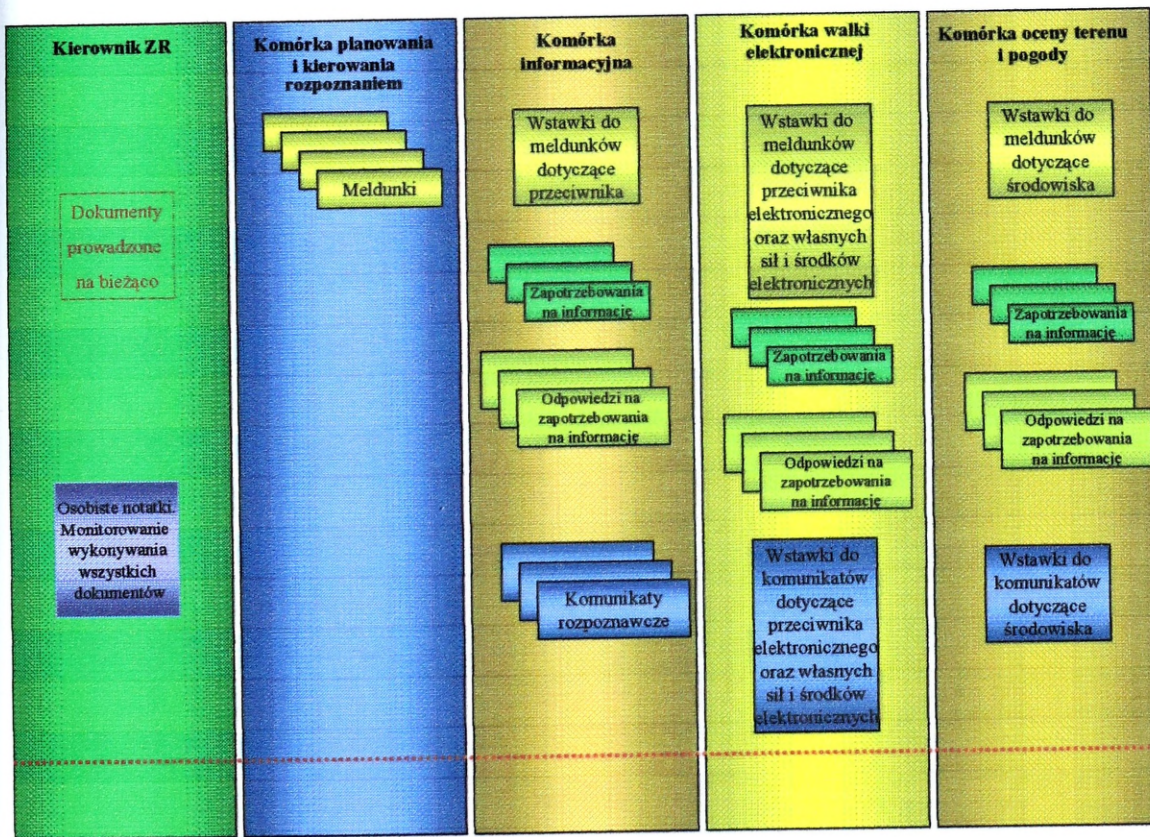 Kierownik ZR
Dokumenty
prowadzone
na bieżąco
Osobiste notatki.
Monitorowanie
wykonywania
wszystkich
dokumentów
Komórka planowania
i kierowania
rozpoznaniem
Meldunki
Komórka
informacyjna
Wstawki do
meldunków
dotyczące
przeciwnika
Zapotrzebowania
na informację
Odpowiedzi na
zapotrzebowania
na informację
Komunikaty
rozpoznawcze
Komórka walki
elektronicznej
Wstawki do
meldunków
dotyczące
przeciwnika
elektronicznego
oraz własnych
sił i środków
elektronicznych
Zapotrzebowania
na informację
Odpowiedzi na
zapotrzebowania
na informację
Wstawki do
komunikatów
dotyczące
przeciwnika
elektronicznego
oraz własnych
sił i środków
elektronicznych
Komórka oceny terenu
i pogody
Wstawki do
meldunków
dotyczące
środowiska
Zapotrzebowania
na informację
Odpowiedzi na
zapotrzebowania
na informację
Wstawki do
komunikatów
dotyczące
środowiska